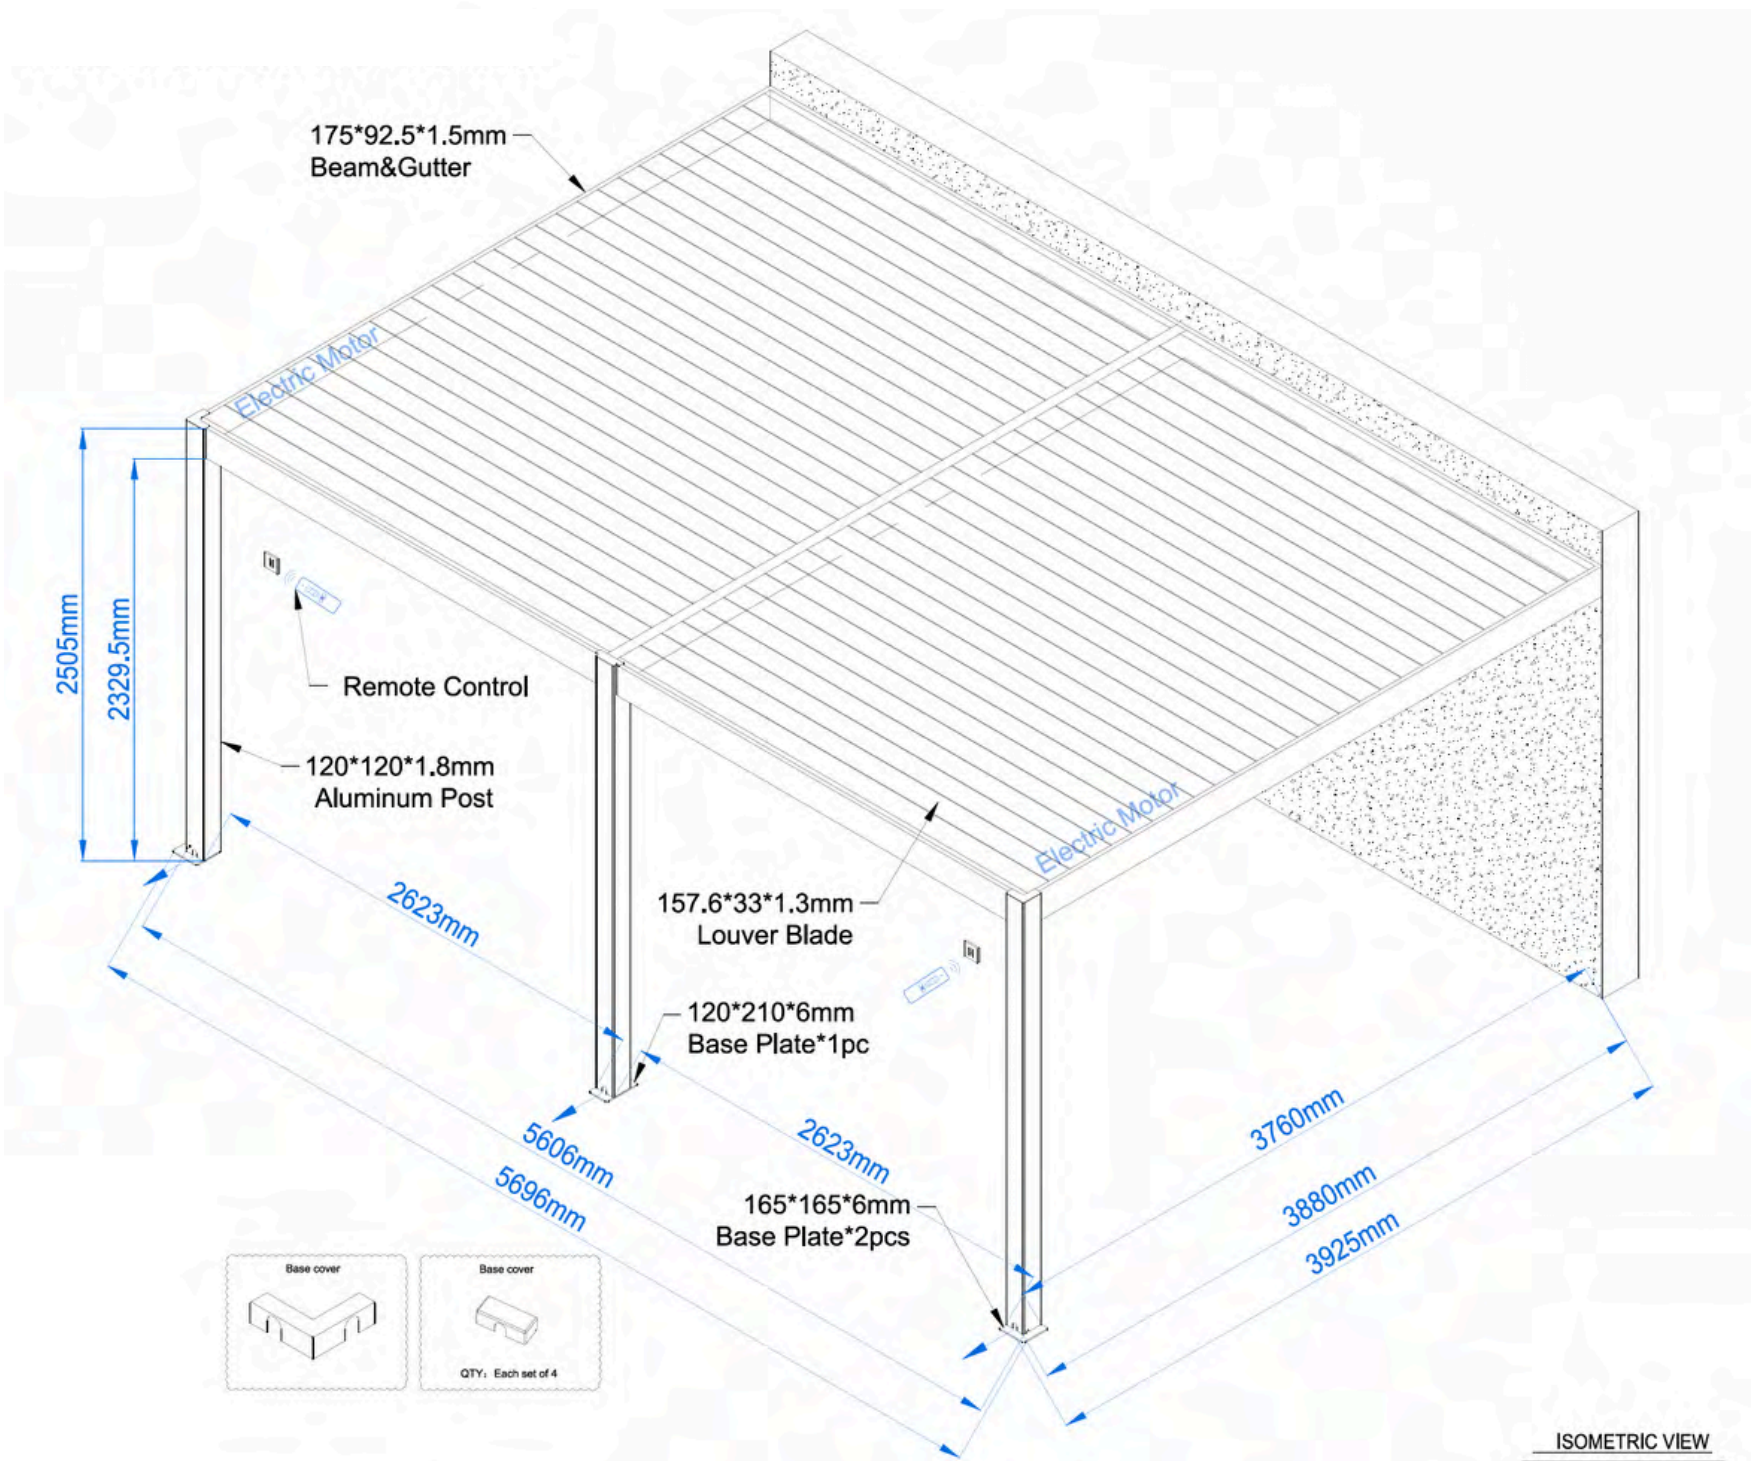 175*92.5*1.5mm
Beam&Gutter
Electric Motor
2505mm
2329.5mm
Remote Control
120*120*1.8mm
Aluminum Post
2623mm
157.6*33*1.3mm
Louver Blade
Electric Motor
120*210*6mm
Base Plate*1pc
5606mm
5696mm
2623mm
165*165*6mm
Base Plate*2pcs
3760mm
3880mm
3925mm
Base cover
Base cover
QTY: Each set of 4
ISOMETRIC VIEW